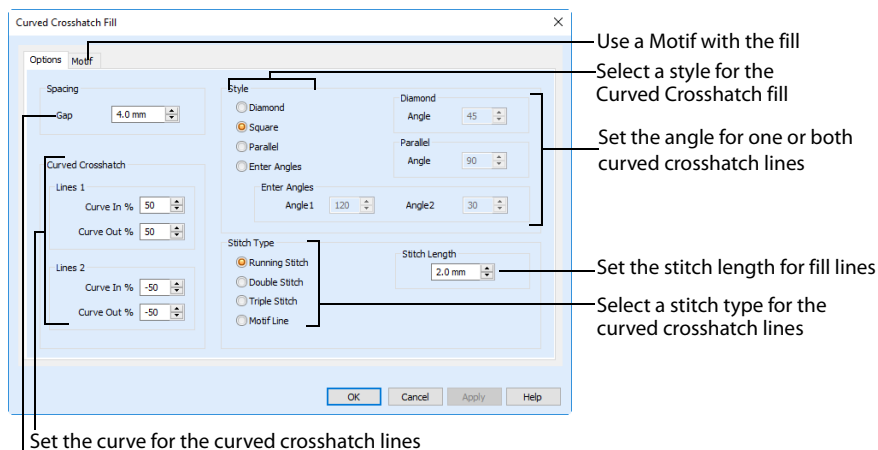 Curved Crosshatch Fill
Options Motif
Use a Motif with the fill
Select a style for the
Curved Crosshatch fill
Spacing
Gap 4.0 mm
Style
Diamond
Square
Parallel
Enter Angles
Diamond
Angle 45
Parallel
Angle 90
Enter Angles
Angle1 120 Angle2 30
Set the angle for one or both
curved crosshatch lines
Curved Crosshatch
Lines 1
Curve In % 50
Curve Out % 50
Lines 2
Curve In % -50
Curve Out % -50
Stitch Type
Running Stitch
Double Stitch
Triple Stitch
Motif Line
Stitch Length
2.0 mm
Set the stitch length for fill lines
Select a stitch type for the
curved crosshatch lines
OK Cancel Apply Help
Set the curve for the curved crosshatch lines